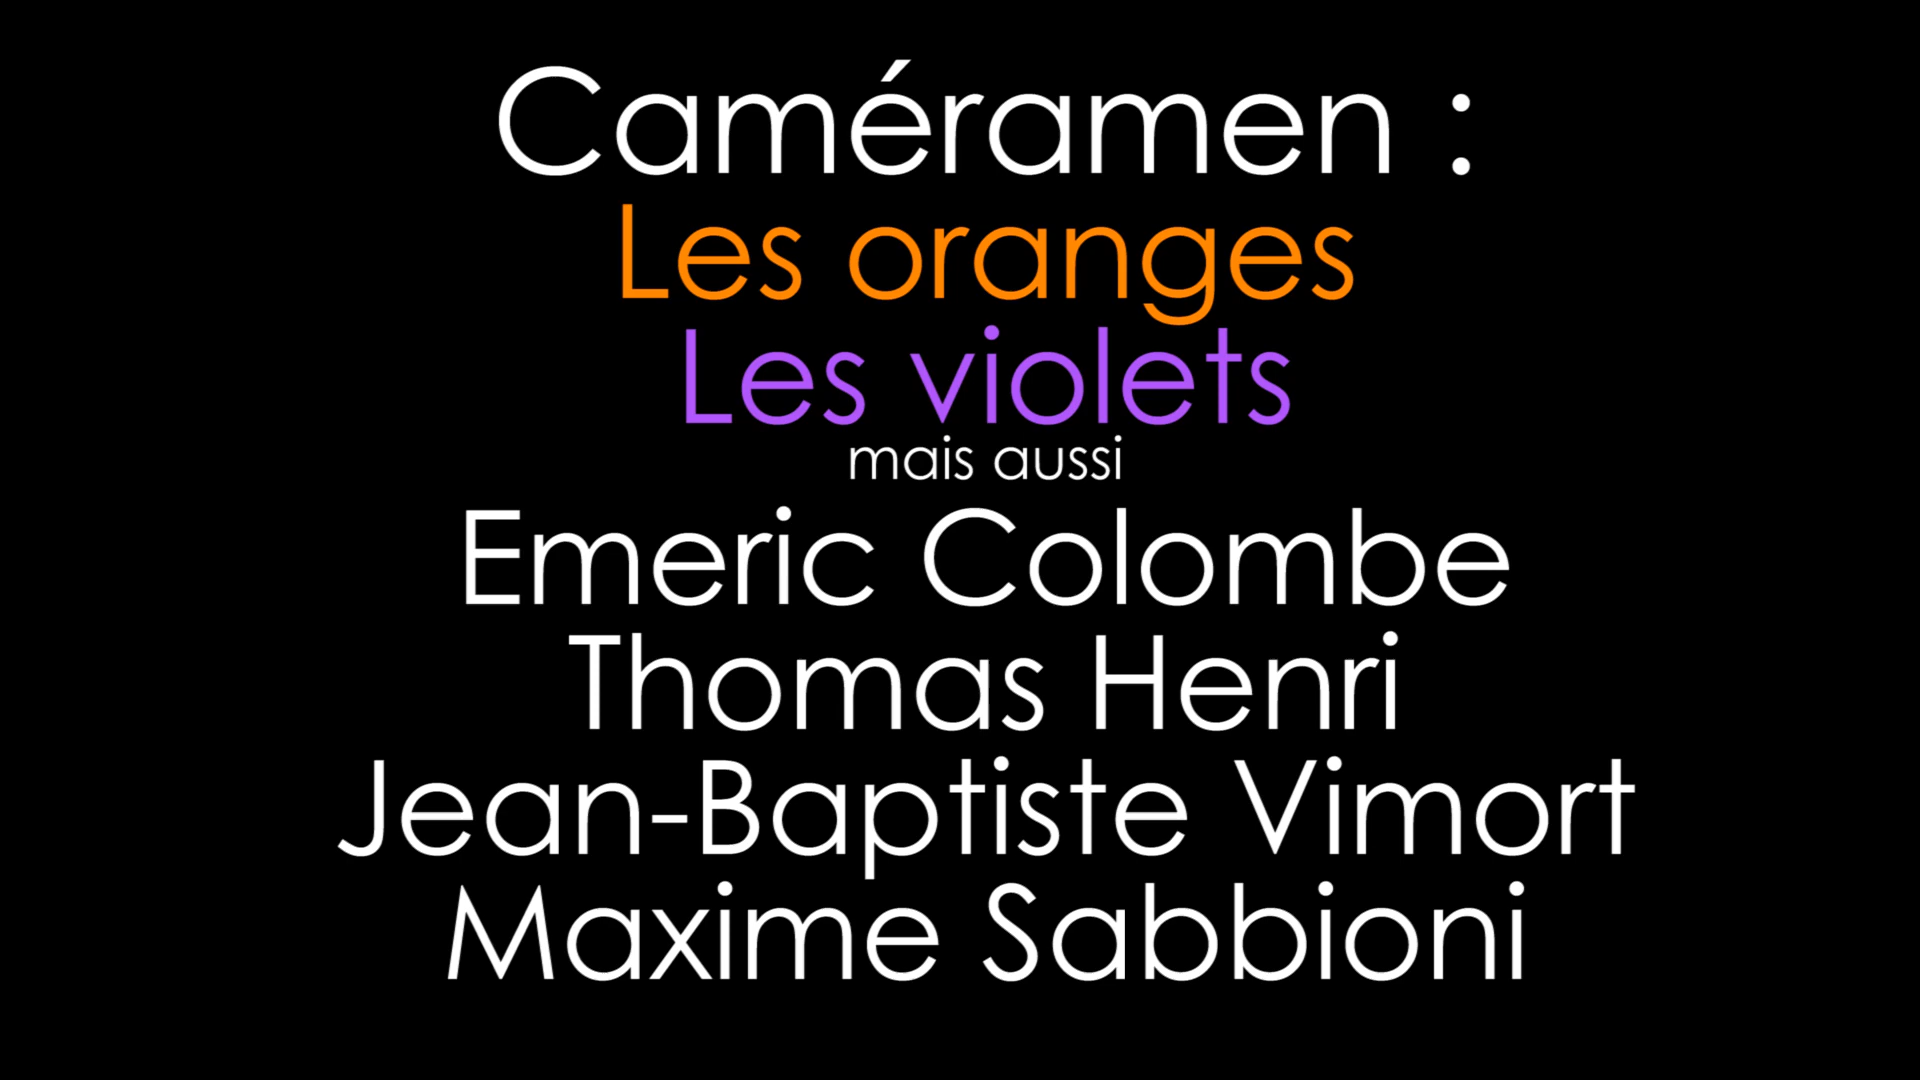 Caméramen :
Les oranges
Les violets
mais aussi
Emeric Colombe
Thomas Henri
Jean-Baptiste Vimort
Maxime Sabbioni